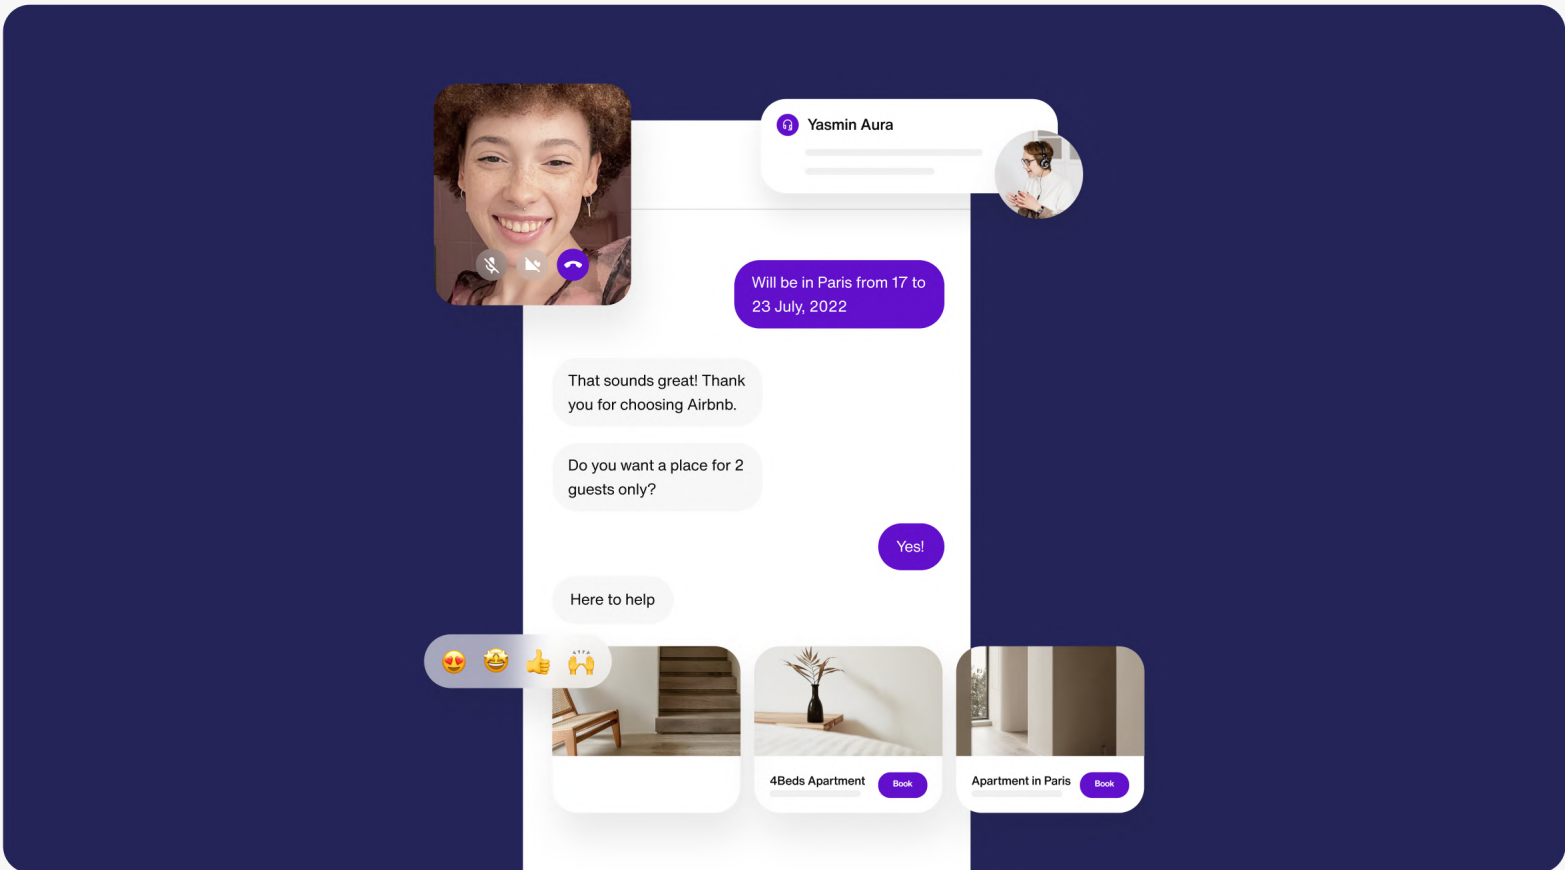 Yasmin Aura
Will be in Paris from 17 to
23 July, 2022
That sounds great! Thank
you for choosing Airbnb.
Do you want a place for 2
guests only?
Yes!
Here to help
4Beds Apartment
Book
Apartment in Paris
Book